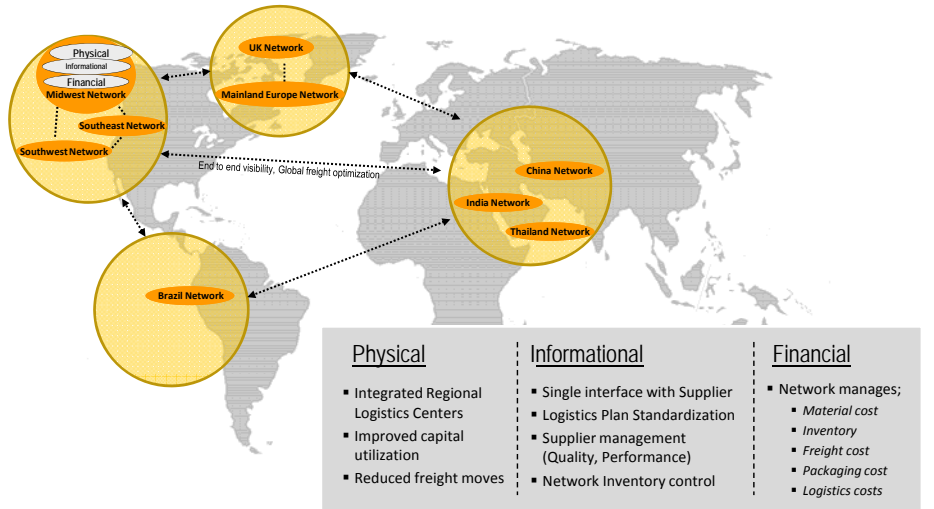 Physical
Informational
Financial
Midwest Network
Southeast Network
Southwest Network
UK Network
Mainland Europe Network
End to end visibility, Global freight optimization
China Network
India Network
Thailand Network
Brazil Network
Physical
▪ Integrated Regional
Logistics Centers
▪ Improved capital
utilization
▪ Reduced freight moves
Informational
▪ Single interface with Supplier
▪ Logistics Plan Standardization
▪ Supplier management
(Quality, Performance)
▪ Network Inventory control
Financial
▪ Network manages;
▪ Material cost
▪ Inventory
▪ Freight cost
▪ Packaging cost
▪ Logistics costs